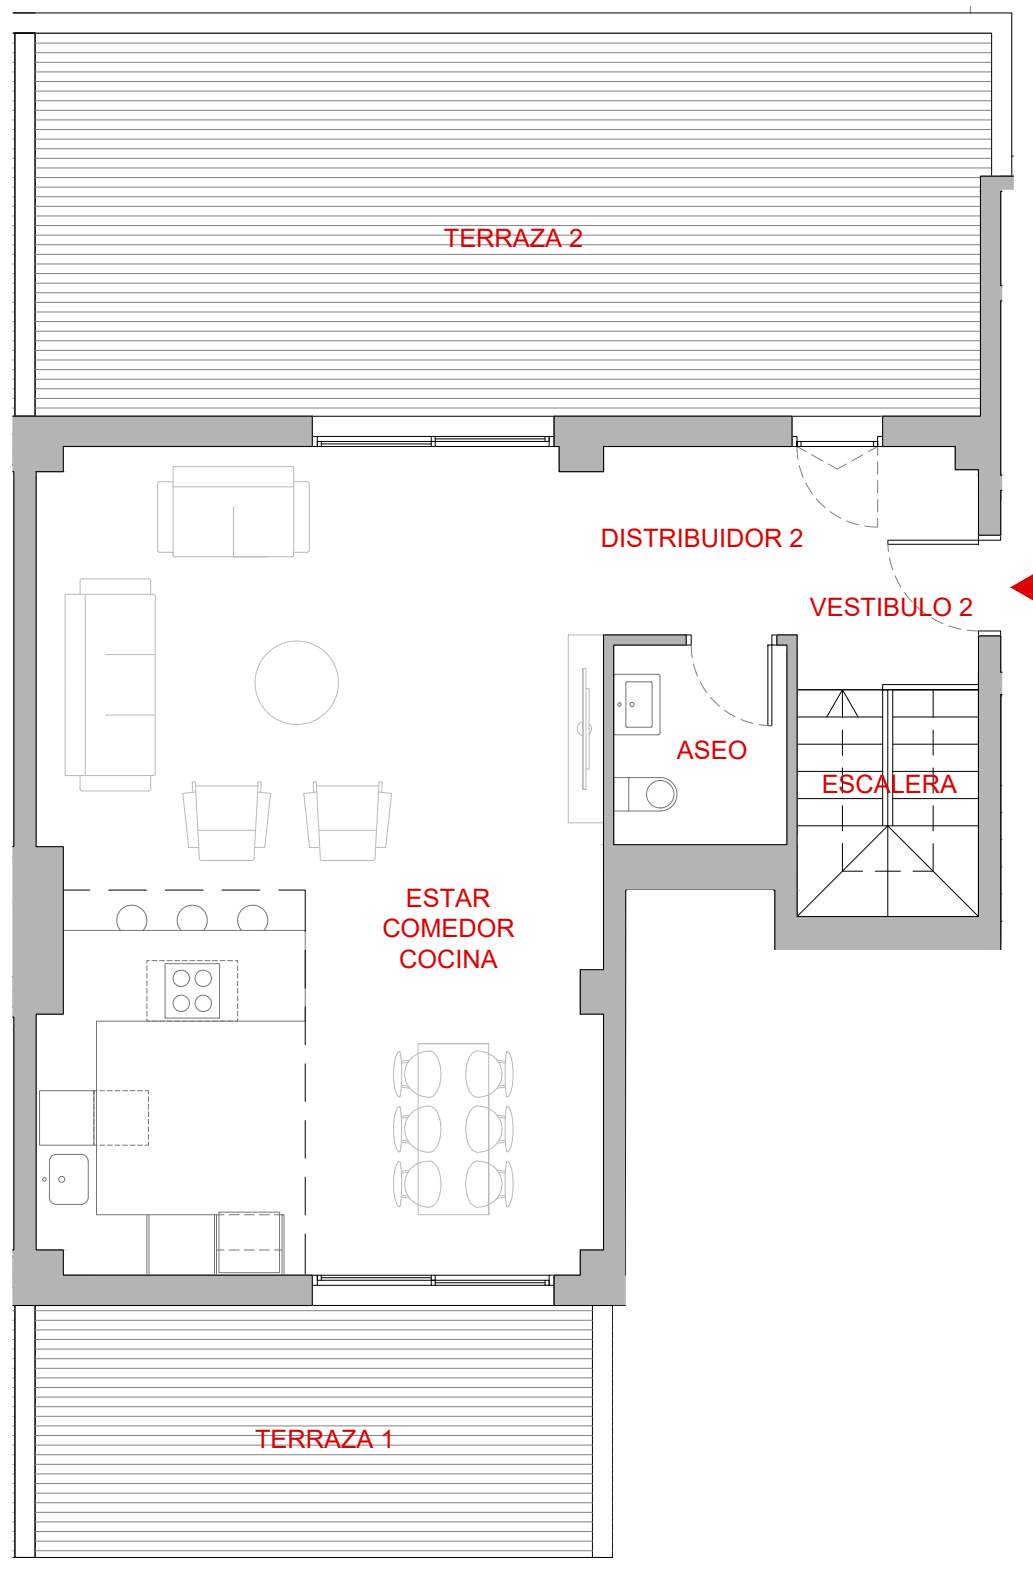 TERRAZA 2
DISTRIBUIDOR 2
VESTIBULO 2
ASEO
ESCALERA
ESTAR
COMEDOR
COCINA
TERRAZA 1